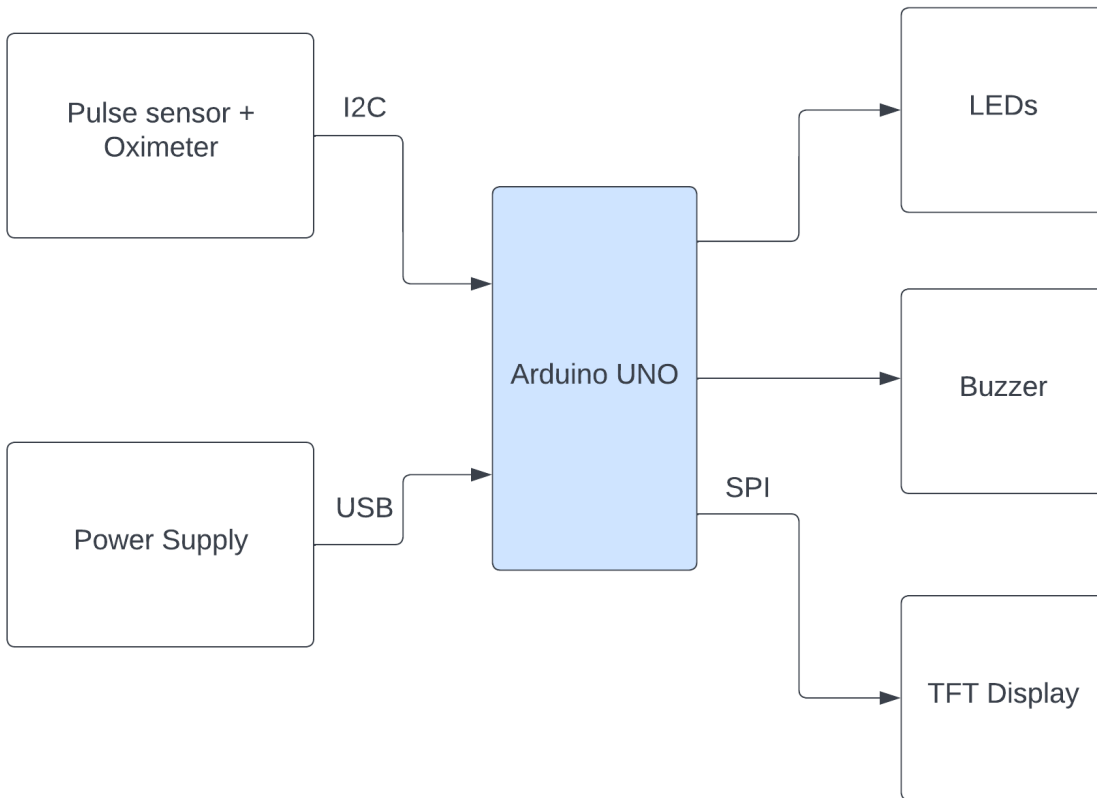 Pulse sensor +
Oximeter
I2C
LEDs
Arduino UNO
Buzzer
Power Supply
USB
SPI
TFT Display